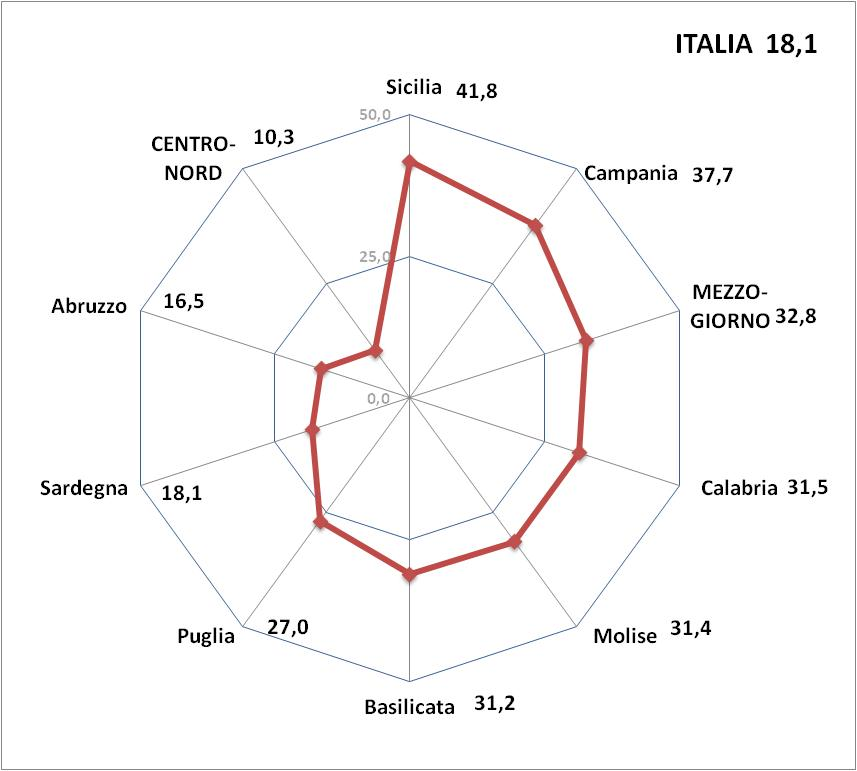 ITALIA 18,1
Sicilia 41,8
50,0
CENTRO-
NORD
10,3
Campania 37,7
25,0
MEZZO-
GIORNO 32,8
Abruzzo 16,5
0,0
Sardegna 18,1
Calabria 31,5
Puglia 27,0
Molise 31,4
Basilicata 31,2